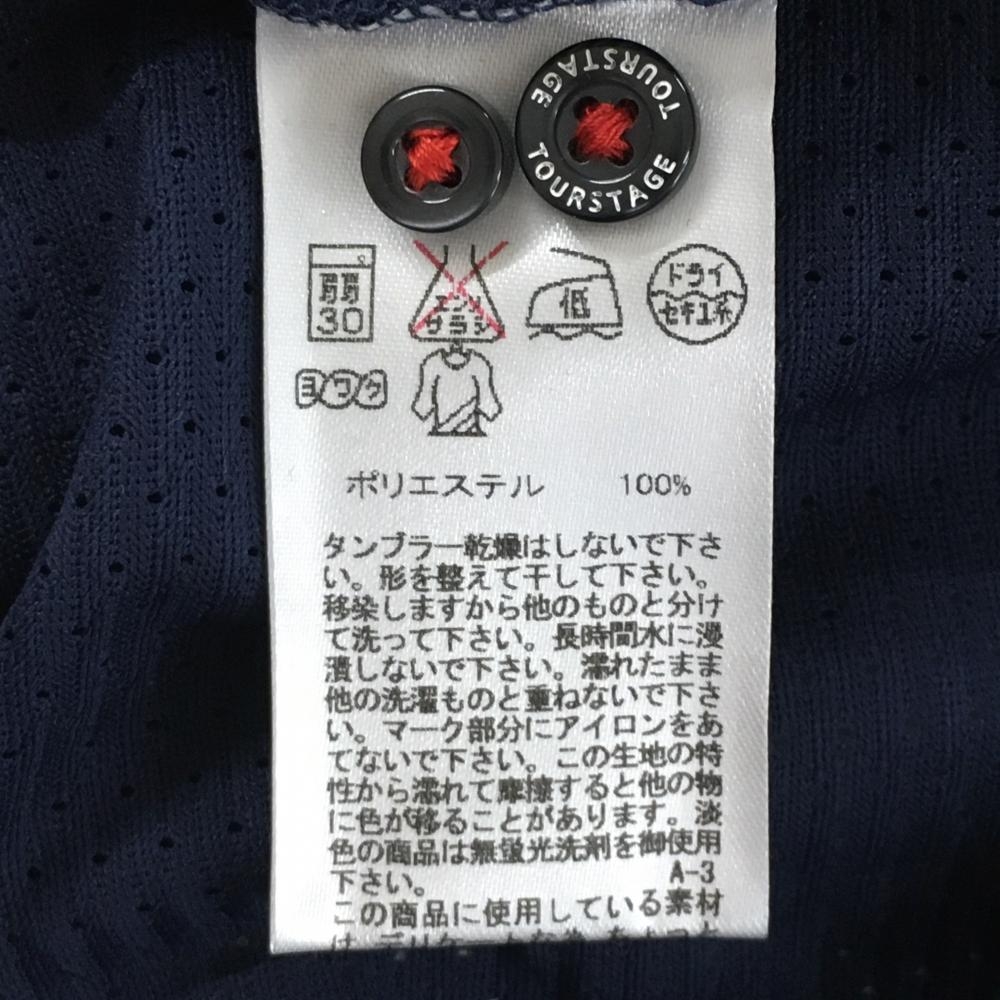 TOURSTAGE
TOURSTAGE
弱
30
エンソ
サラシ
低
ドライ
セキユ系
ヨワク
ポリエステル 100%
タンブラー乾燥はしないで下さ
い。形を整えて干して下さい。
移染しますから他のものと分け
て洗って下さい。長時間水に漫
漬しないで下さい。濡れたまま
他の洗濯ものと重ねないで下さ
い。マーク部分にアイロンをあ
てないで下さい。この生地の特
性から濡れて摩擦すると他の物
に色が移ることがあります。淡
色の商品は無蛍光洗剤を御使用
下さい。 A-3
この商品に使用している素材